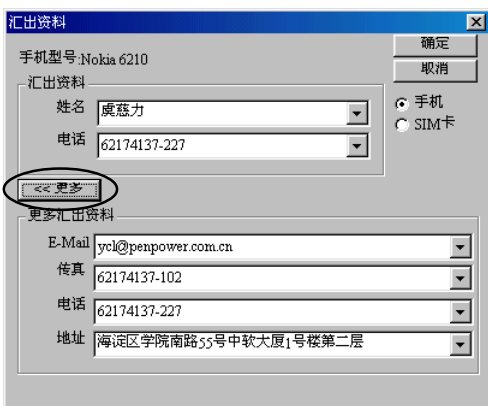 汇出资料
手机型号:Nokia 6210
确定
取消
汇出资料
姓名 虞慈力
电话 62174137-227
手机
SIM卡
<< 更多
更多汇出资料
E-Mail ycl@penpower.com.cn
传真 62174137-102
电话 62174137-227
地址 海淀区学院南路55号中软大厦1号楼第二层